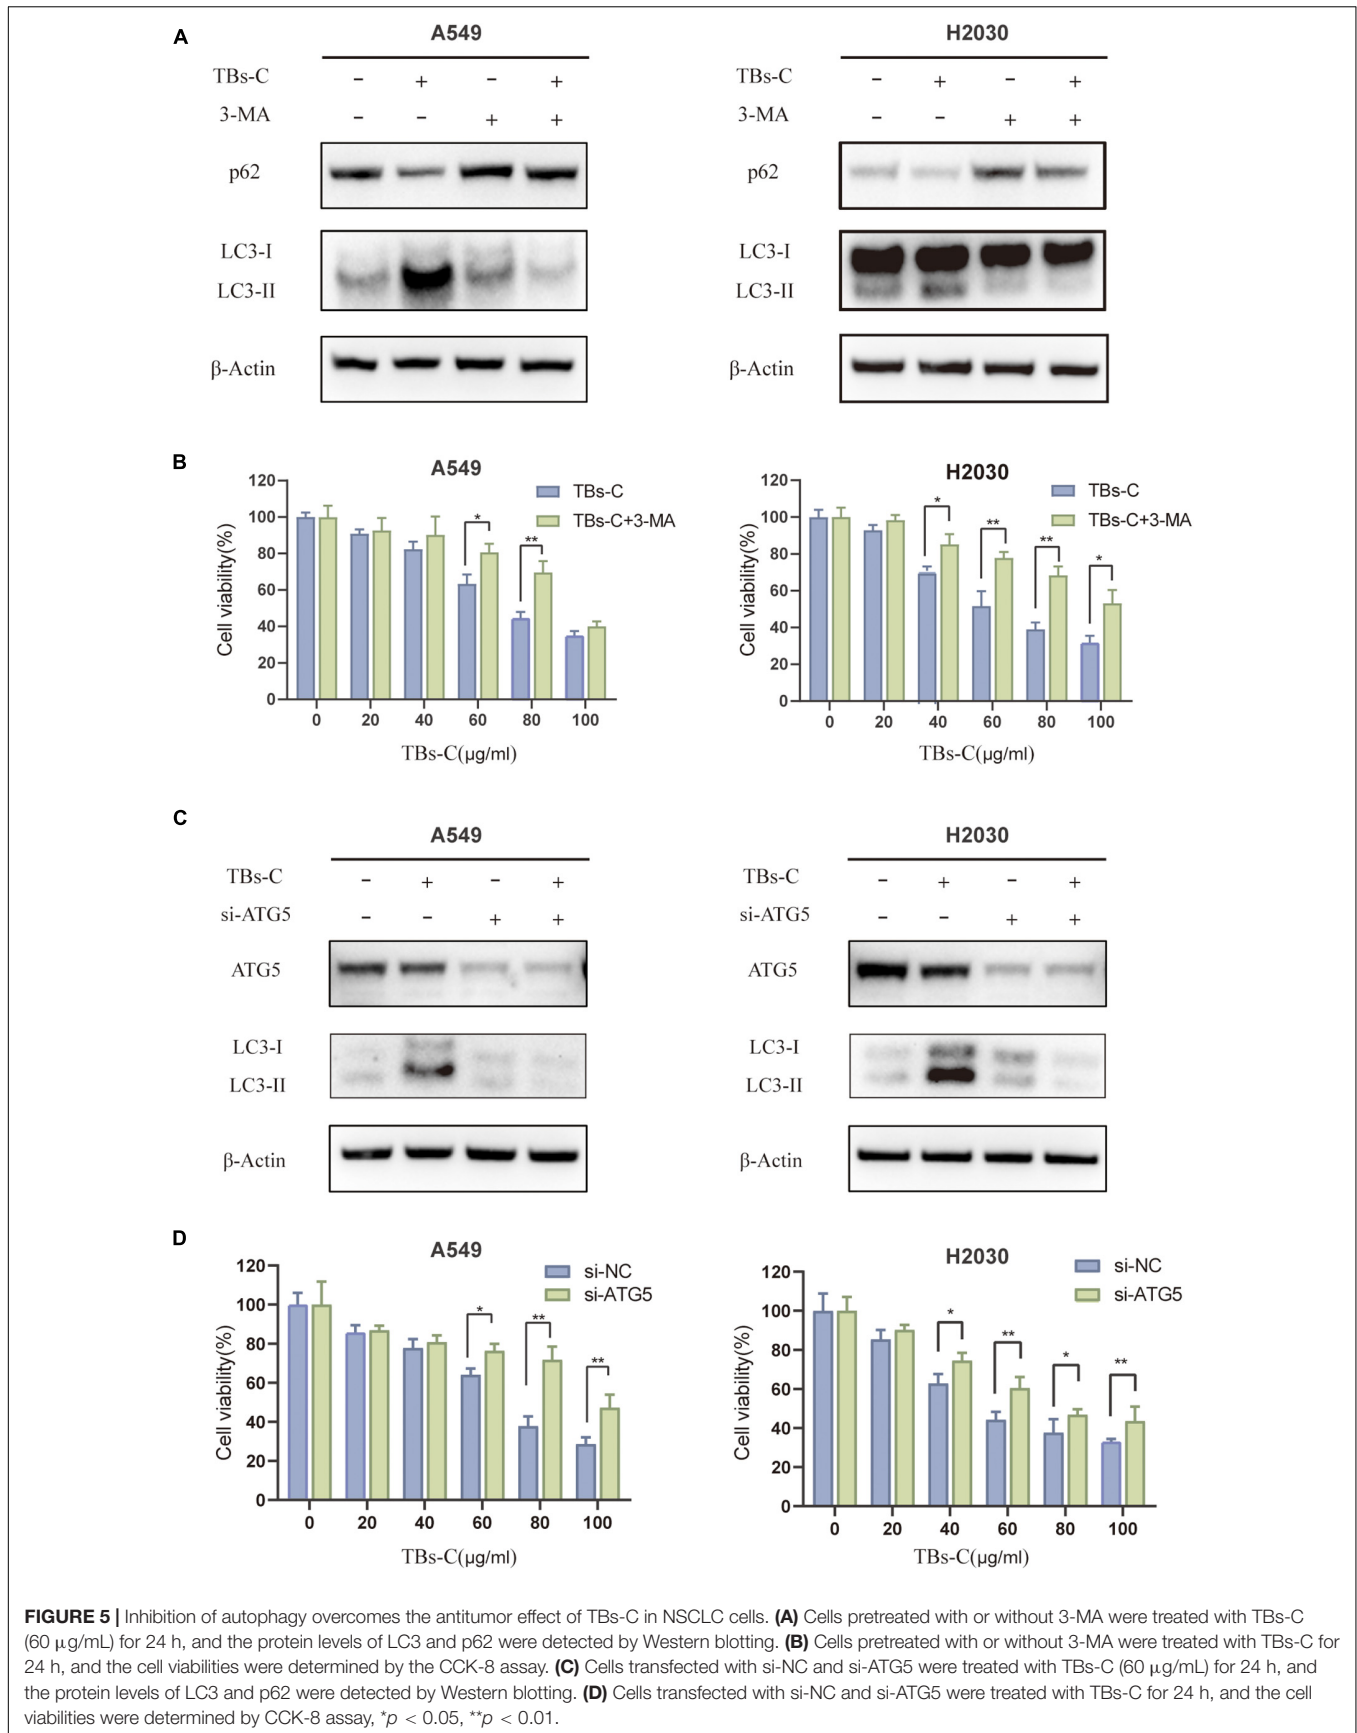 A
A549
H2030
TBs-C - + - +
TBs-C - + - +
3-MA - - + +
3-MA - - + +
p62
p62
LC3-I
LC3-I
LC3-II
LC3-II
β-Actin
β-Actin
B
A549
Cell viability(%)
120
100
80
60
40
20
0
TBs-C
TBs-C+3-MA
*
**
0 20 40 60 80 100
TBs-C(μg/ml)
H2030
Cell viability(%)
120
100
80
60
40
20
0
TBs-C
TBs-C+3-MA
*
**
**
*
0 20 40 60 80 100
TBs-C(μg/ml)
C
A549
H2030
TBs-C - + - +
TBs-C - + - +
si-ATG5 - - + +
si-ATG5 - - + +
ATG5
ATG5
LC3-I
LC3-I
LC3-II
LC3-II
β-Actin
β-Actin
D
A549
Cell viability(%)
120
100
80
60
40
20
0
si-NC
si-ATG5
*
**
**
0 20 40 60 80 100
TBs-C(μg/ml)
H2030
Cell viability(%)
120
100
80
60
40
20
0
si-NC
si-ATG5
*
**
*
**
0 20 40 60 80 100
TBs-C(μg/ml)
FIGURE 5 | Inhibition of autophagy overcomes the antitumor effect of TBs-C in NSCLC cells. (A) Cells pretreated with or without 3-MA were treated with TBs-C
(60 μg/mL) for 24 h, and the protein levels of LC3 and p62 were detected by Western blotting. (B) Cells pretreated with or without 3-MA were treated with TBs-C for
24 h, and the cell viabilities were determined by the CCK-8 assay. (C) Cells transfected with si-NC and si-ATG5 were treated with TBs-C (60 μg/mL) for 24 h, and
the protein levels of LC3 and p62 were detected by Western blotting. (D) Cells transfected with si-NC and si-ATG5 were treated with TBs-C for 24 h, and the cell
viabilities were determined by CCK-8 assay, *p < 0.05, **p < 0.01.